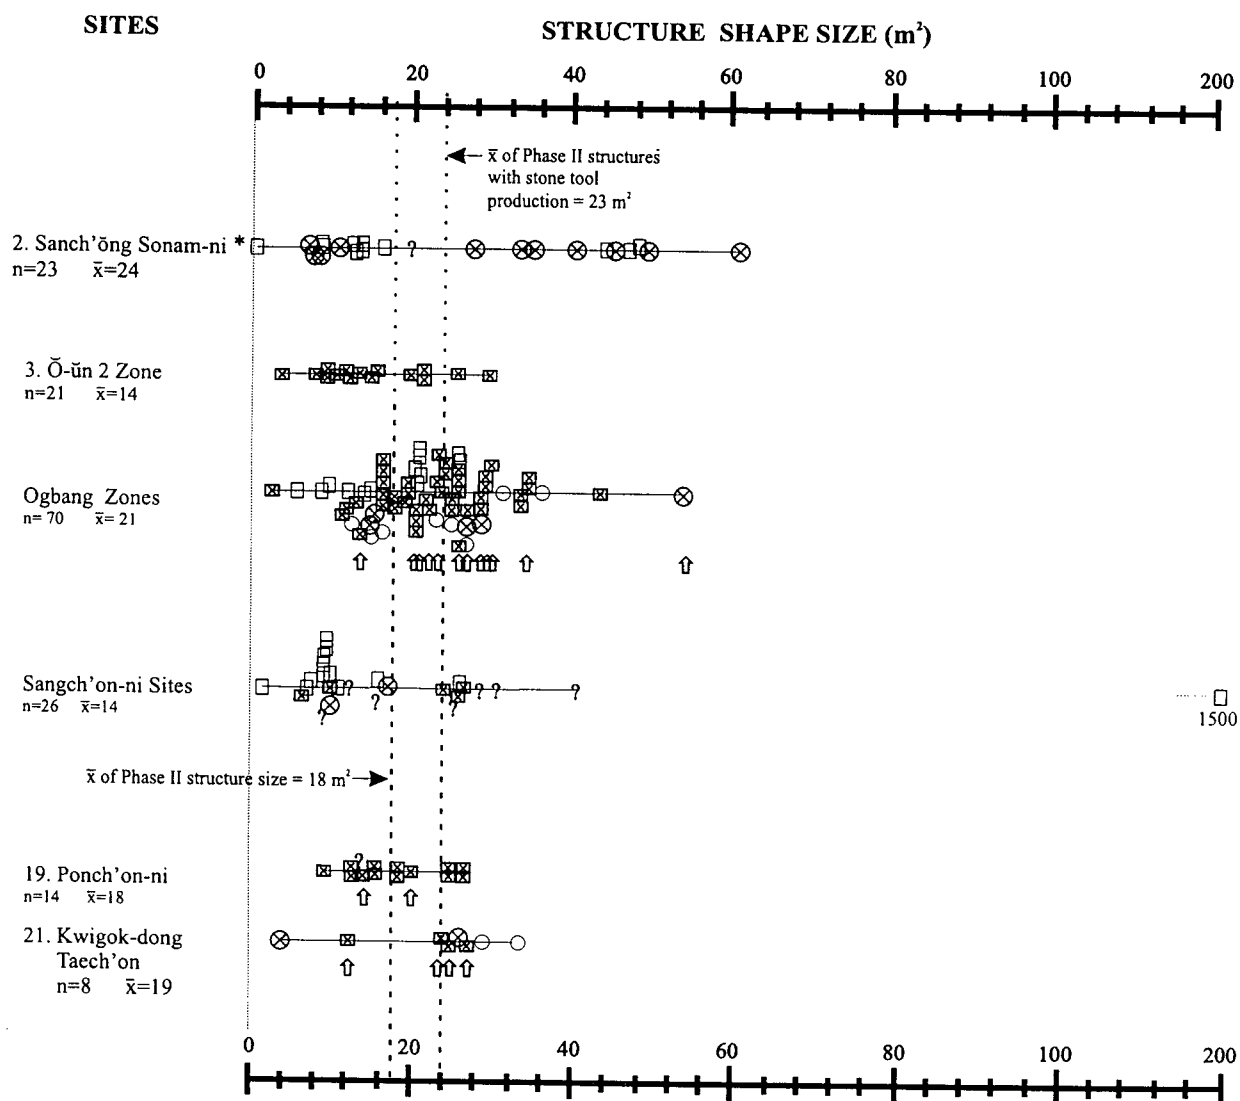 SITES
STRUCTURE SHAPE SIZE (m²)
0 20 40 60 80 100 200
x̄ of Phase II structures
with stone tool
production = 23 m²
2. Sanch'ŏng Sonam-ni *
n=23 x̄=24
?
3. Ŏ-ŭn 2 Zone
n=21 x̄=14
Ogbang Zones
n= 70 x̄= 21
Sangch'on-ni Sites
n=26 x̄=14
? ? ? ? ? ? ?
1500
x̄ of Phase II structure size = 18 m²
?
19. Ponch'on-ni
n=14 x̄=18
21. Kwigok-dong
Taech'on
n=8 x̄=19
0 20 40 60 80 100 200